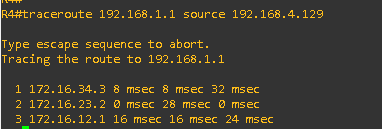 R4#
R4#traceroute 192.168.1.1 source 192.168.4.129
Type escape sequence to abort.
Tracing the route to 192.168.1.1
1 172.16.34.3 8 msec 8 msec 32 msec
2 172.16.23.2 0 msec 28 msec 0 msec
3 172.16.12.1 16 msec 16 msec 24 msec